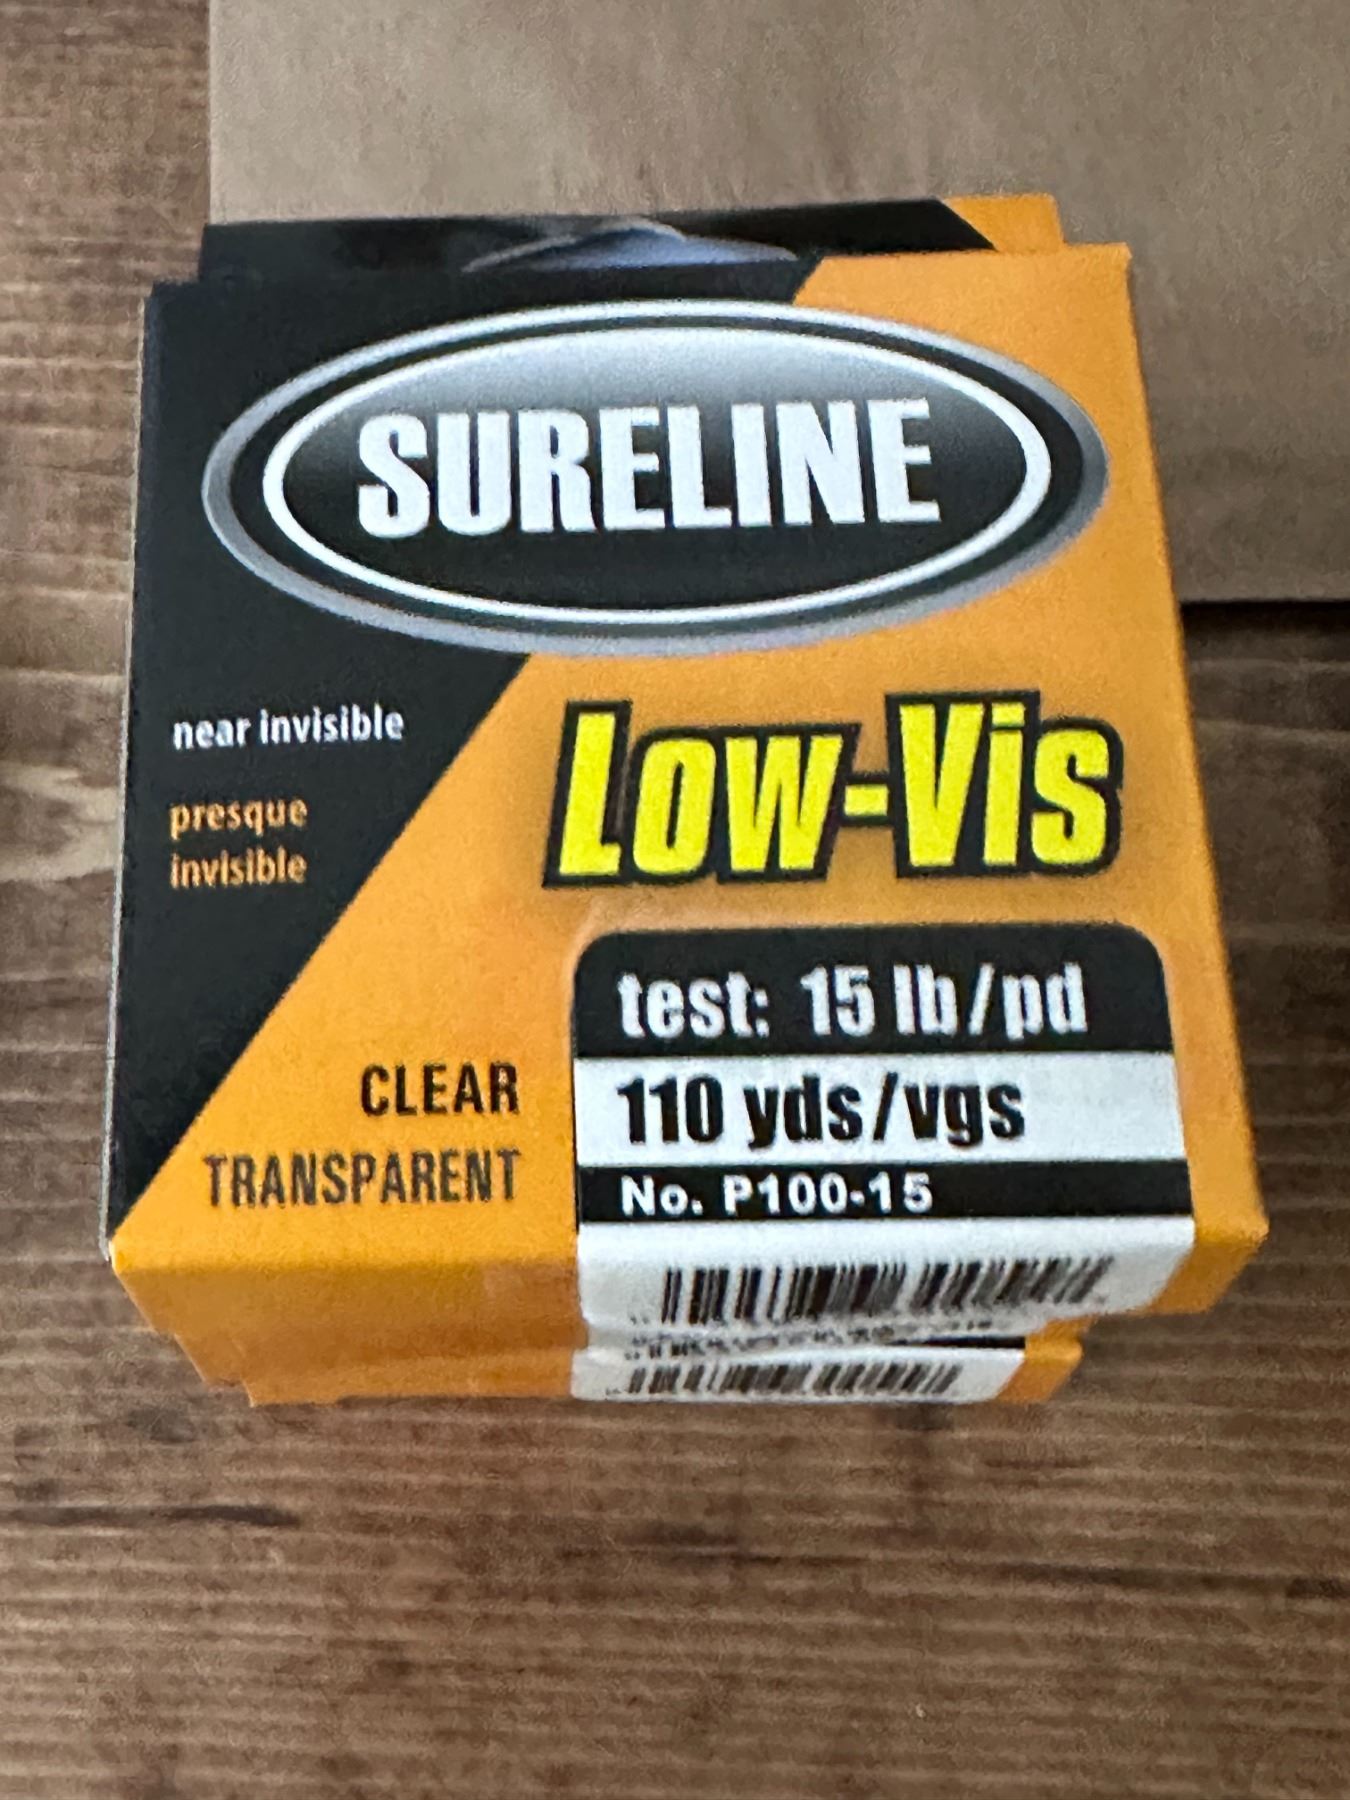 SURELINE
near invisible
presque
invisible
Low-Vis
test: 15 lb/pd
110 yds/vgs
No. P100-15
CLEAR
TRANSPARENT